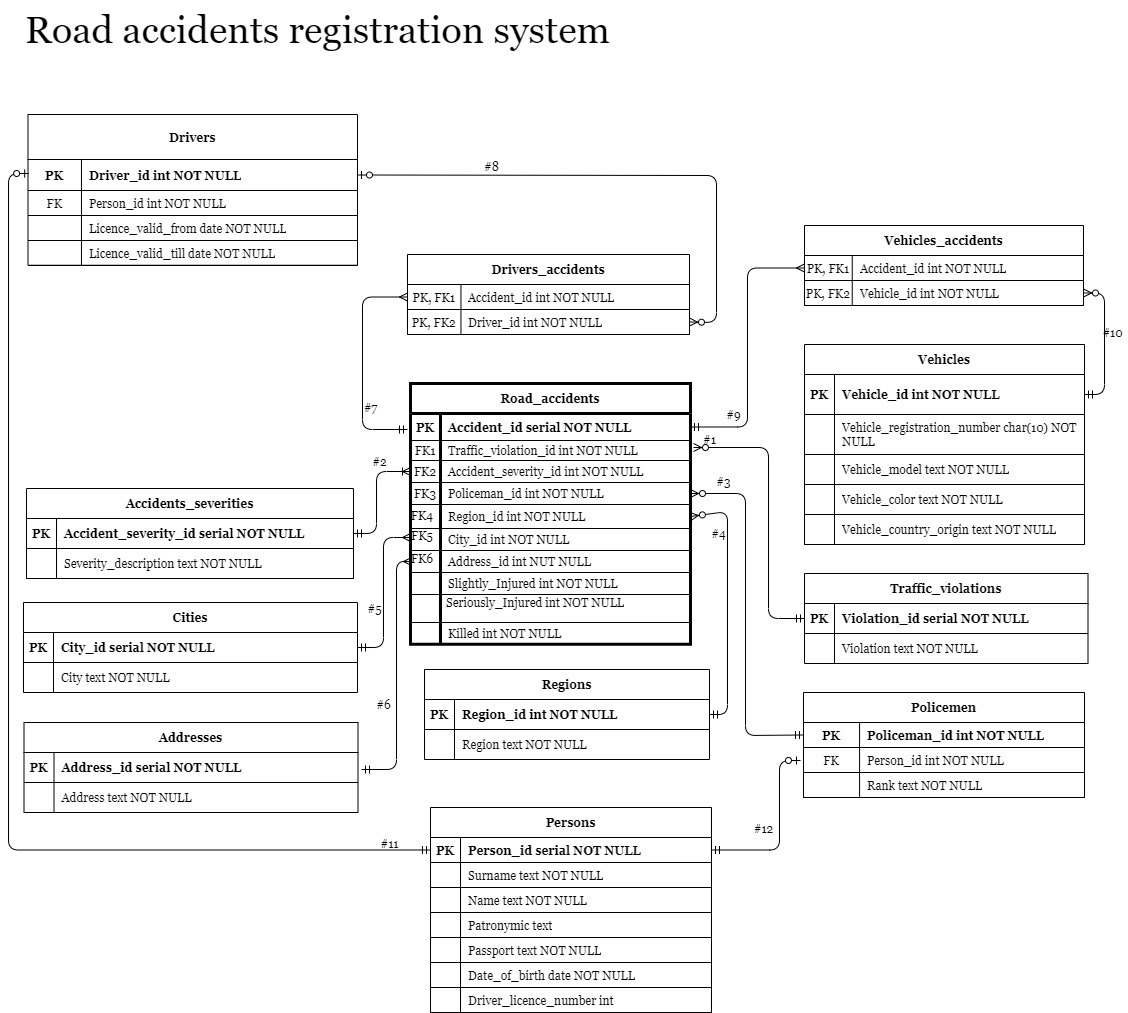 Road accidents registration system
Drivers
PK Driver_id int NOT NULL
FK Person_id int NOT NULL
Licence_valid_from date NOT NULL
Licence_valid_till date NOT NULL
#8
Drivers_accidents
PK, FK1 Accident_id int NOT NULL
PK, FK2 Driver_id int NOT NULL
Vehicles_accidents
PK, FK1 Accident_id int NOT NULL
PK, FK2 Vehicle_id int NOT NULL
#10
Vehicles
PK Vehicle_id int NOT NULL
Vehicle_registration_number char(10) NOT
NULL
Vehicle_model text NOT NULL
Vehicle_color text NOT NULL
Vehicle_country_origin text NOT NULL
#7
#9
Road_accidents
PK Accident_id serial NOT NULL
FK1 Traffic_violation_id int NOT NULL
FK2 Accident_severity_id int NOT NULL
FK3 Policeman_id int NOT NULL
FK4 Region_id int NOT NULL
FK5 City_id int NOT NULL
FK6 Address_id int NUT NULL
Slightly_Injured int NOT NULL
Seriously_Injured int NOT NULL
Killed int NOT NULL
#1
#2
#3
#4
Accidents_severities
PK Accident_severity_id serial NOT NULL
Severity_description text NOT NULL
#5
Cities
PK City_id serial NOT NULL
City text NOT NULL
Traffic_violations
PK Violation_id serial NOT NULL
Violation text NOT NULL
#6
Regions
PK Region_id int NOT NULL
Region text NOT NULL
Addresses
PK Address_id serial NOT NULL
Address text NOT NULL
Policemen
PK Policeman_id int NOT NULL
FK Person_id int NOT NULL
Rank text NOT NULL
#11
#12
Persons
PK Person_id serial NOT NULL
Surname text NOT NULL
Name text NOT NULL
Patronymic text
Passport text NOT NULL
Date_of_birth date NOT NULL
Driver_licence_number int